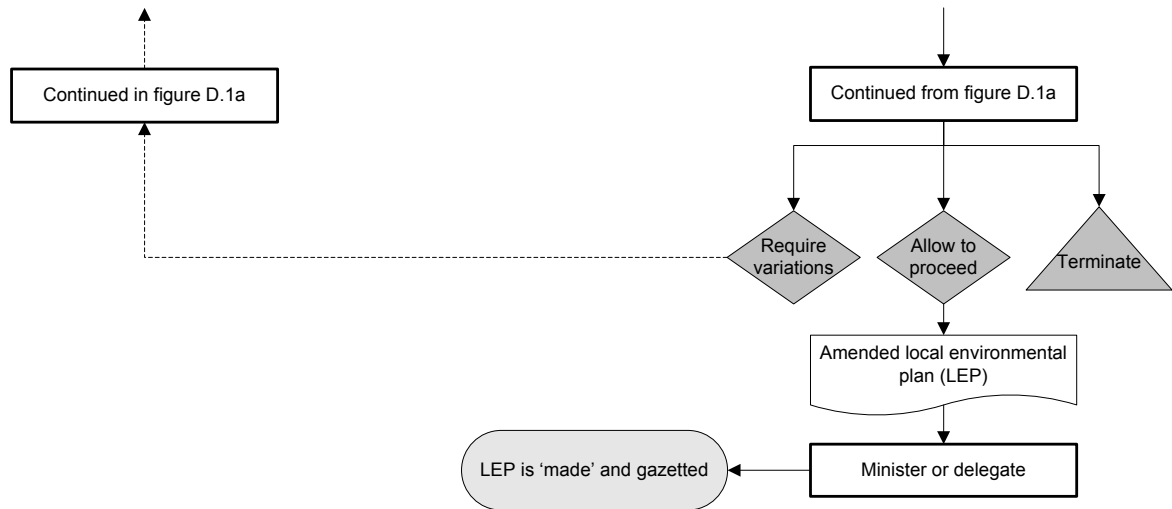 Continued in figure D.1a
Continued from figure D.1a
Require
variations
Allow to
proceed
Terminate
Amended local environmental
plan (LEP)
LEP is ‘made’ and gazetted
Minister or delegate